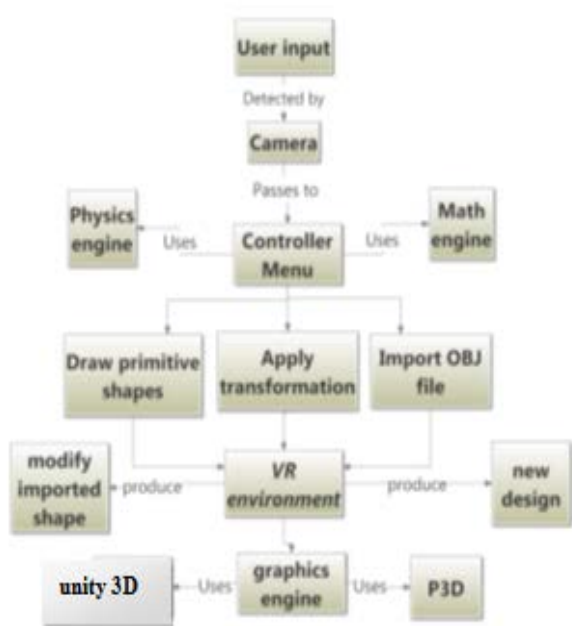 User input
Detected by
Camera
Passes to
Physics
engine
Uses
Controller
Menu
Uses
Math
engine
Draw primitive
shapes
Apply
transformation
Import OBJ
file
modify
imported
shape
produce
VR
environment
produce
new
design
unity 3D
Uses
graphics
engine
Uses
P3D